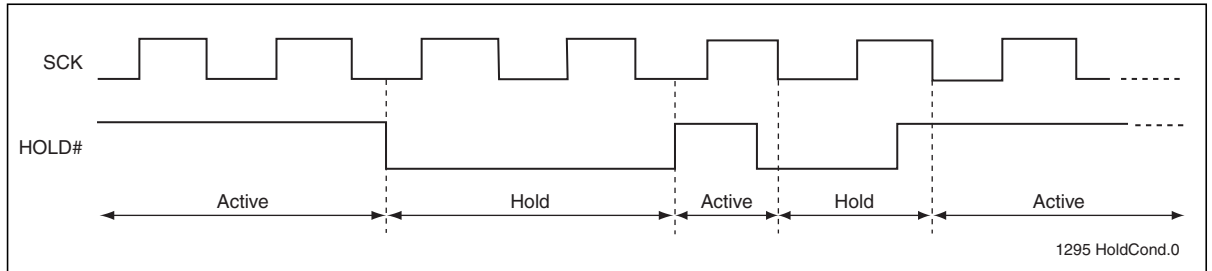 SCK
HOLD#
Active
Hold
Active
Hold
Active
1295 HoldCond.0